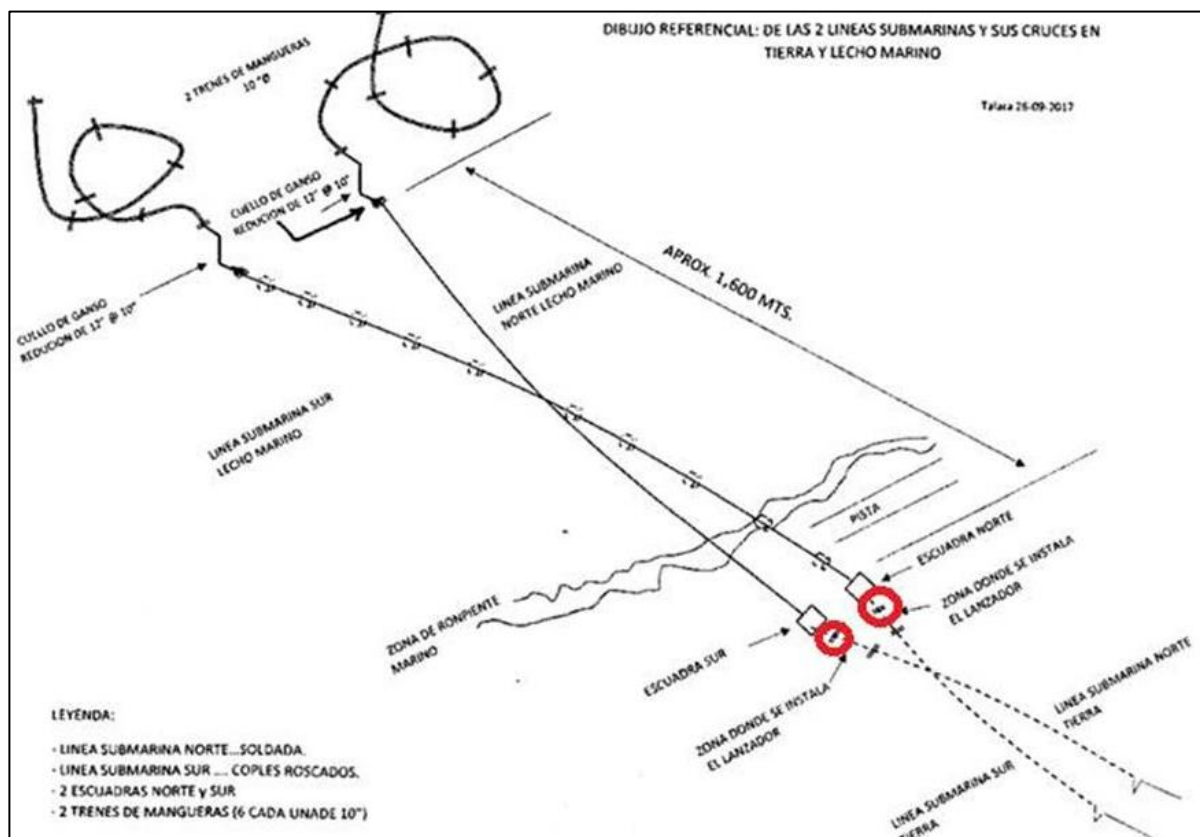 DIBUJO REFERENCIAL: DE LAS 2 LINEAS SUBMARINAS Y SUS CRUCES EN
TIERRA Y LECHO MARINO
Talara 26-09-2017
2 TRENES DE MANGUERAS
10 "Ø
CUELLO DE GANSO
REDUCION DE 12" @ 10"
CUELLO DE GANSO
REDUCION DE 12" @ 10"
LINEA SUBMARINA
NORTE LECHO MARINO
APROX. 1,600 MTS.
LINEA SUBMARINA SUR
LECHO MARINO
PISTA
ESCUADRA NORTE
ZONA DONDE SE INSTALA
EL LANZADOR
ZONA DE RONPIENTE
MARINO
ESCUADRA SUR
ZONA DONDE SE INSTALA
EL LANZADOR
LINEA SUBMARINA NORTE
TIERRA
LINEA SUBMARINA SUR
TIERRA
LEYENDA:
- LINEA SUBMARINA NORTE...SOLDADA.
- LINEA SUBMARINA SUR .... COPLES ROSCADOS.
- 2 ESCUADRAS NORTE y SUR
- 2 TRENES DE MANGUERAS (6 CADA UNADE 10")